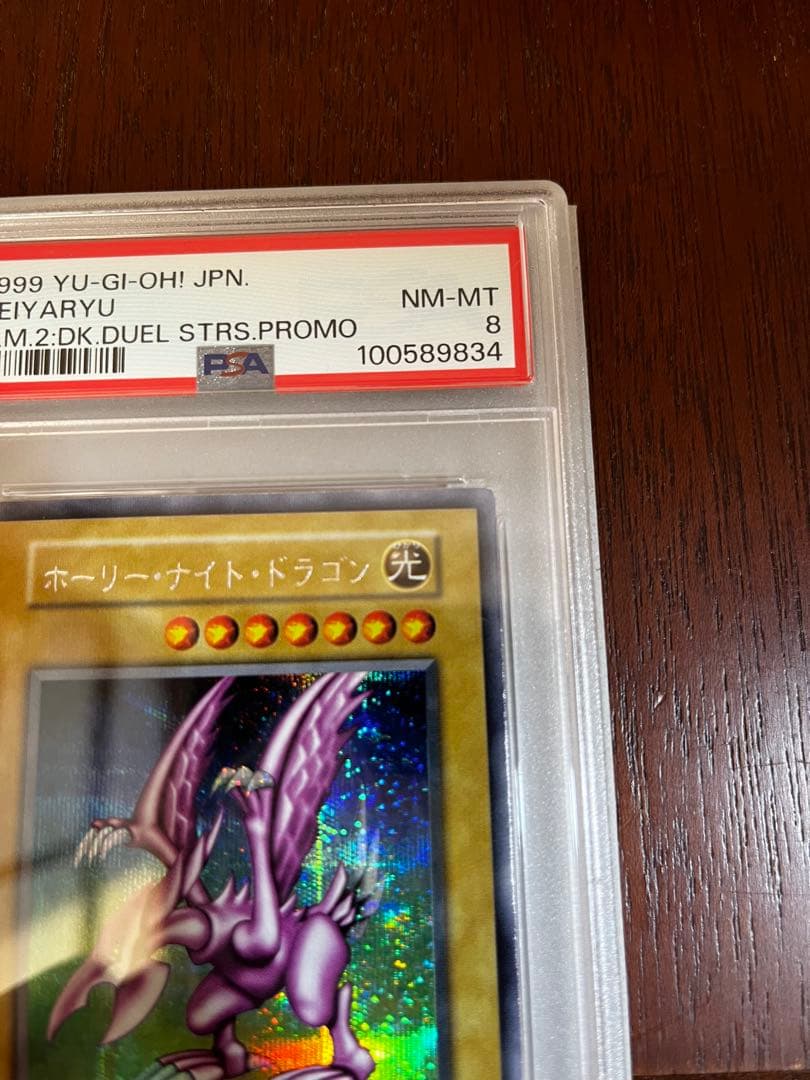 999 YU-GI-OH! JPN.
EIYARYU
NM-MT
.M.2:DK.DUEL STRS.PROMO
8
PSA
100589834
ホーリー・ナイト・ドラゴン
光